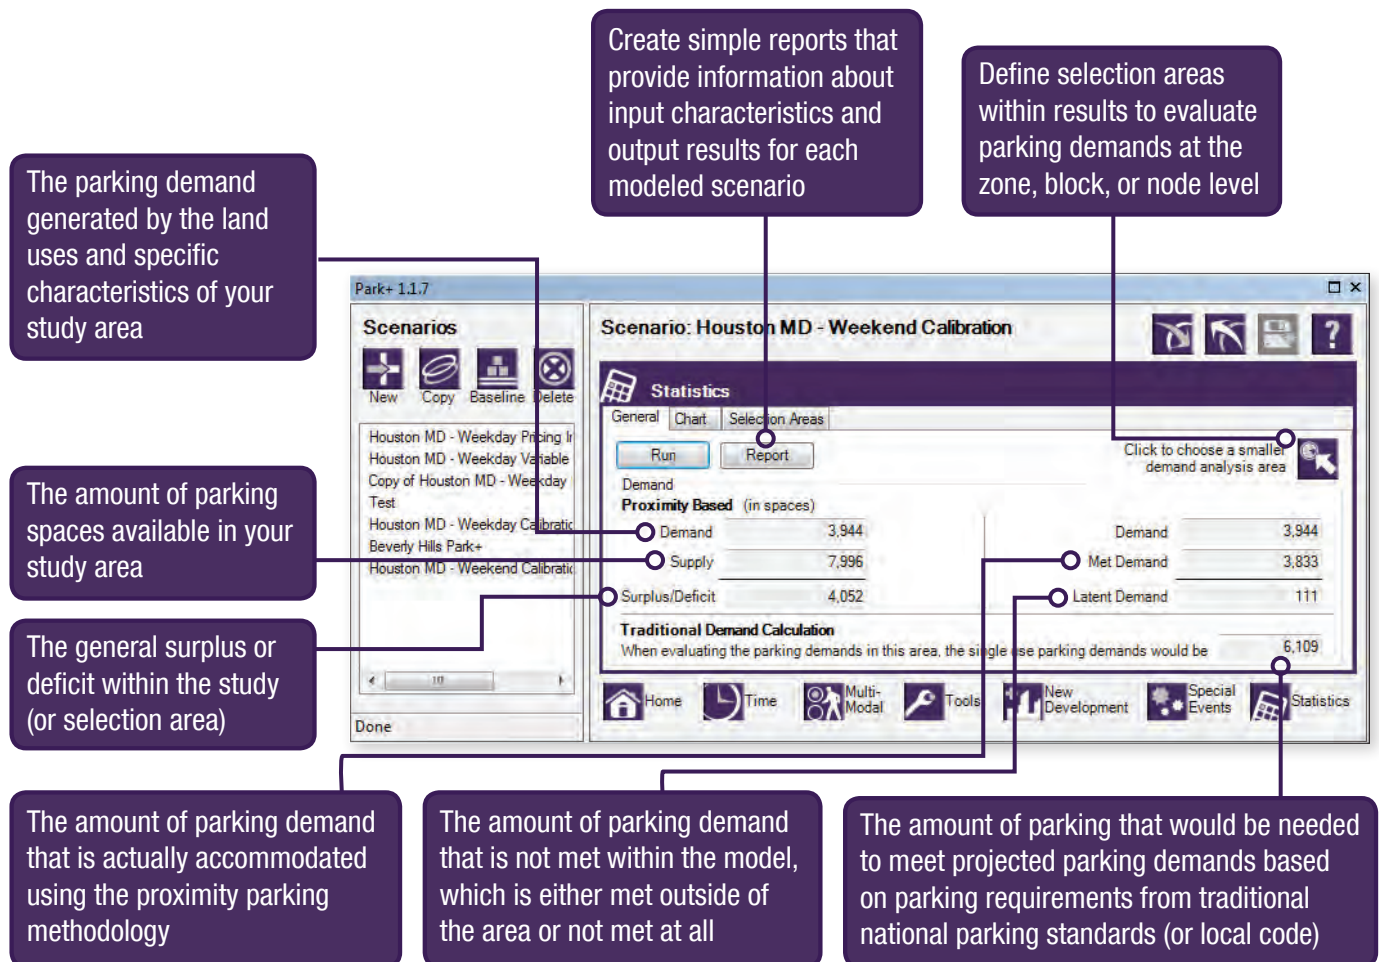 Create simple reports that
provide information about
input characteristics and
output results for each
modeled scenario
Define selection areas
within results to evaluate
parking demands at the
zone, block, or node level
The parking demand
generated by the land
uses and specific
characteristics of your
study area
The amount of parking
spaces available in your
study area
The general surplus or
deficit within the study
(or selection area)
Park+ 1.1.7
Scenarios
New Copy Baseline Delete
Houston MD - Weekday Pricing Ir
Houston MD - Weekday Variable
Copy of Houston MD - Weekday
Test
Houston MD - Weekday Calibratic
Beverly Hills Park+
Houston MD - Weekend Calibratic
Done
Scenario: Houston MD - Weekend Calibration
?
Statistics
General Chart Selection Areas
Run Report
Click to choose a smaller
demand analysis area
Demand
Proximity Based (in spaces)
Demand 3,944
Supply 7,996
Surplus/Deficit 4,052
Demand 3,944
Met Demand 3,833
Latent Demand 111
Traditional Demand Calculation
When evaluating the parking demands in this area, the single use parking demands would be 6,109
Home
Time
Multi-
Modal
Tools
New
Development
Special
Events
Statistics
The amount of parking demand
that is actually accommodated
using the proximity parking
methodology
The amount of parking demand
that is not met within the model,
which is either met outside of
the area or not met at all
The amount of parking that would be needed
to meet projected parking demands based
on parking requirements from traditional
national parking standards (or local code)